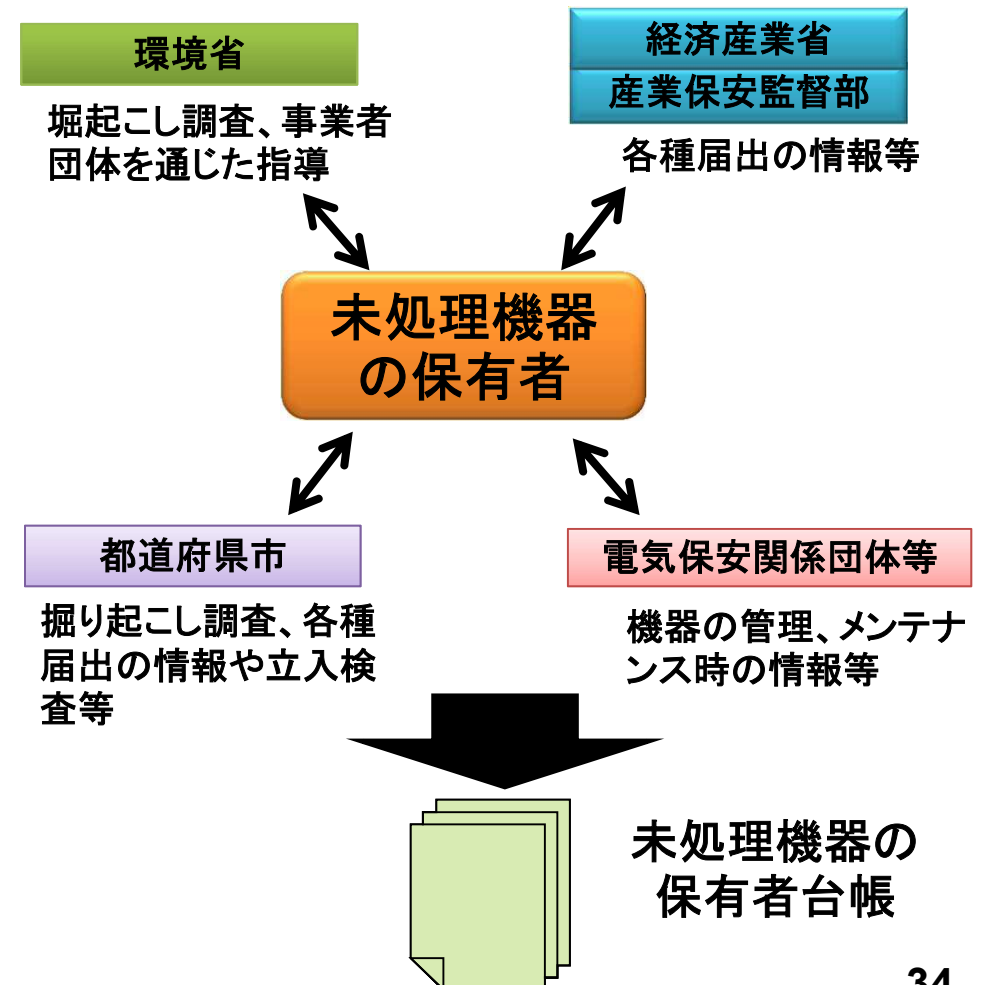 環境省
堀起こし調査、事業者
団体を通じた指導
経済産業省
産業保安監督部
各種届出の情報等
未処理機器
の保有者
都道府県市
掘り起こし調査、各種
届出の情報や立入検
査等
電気保安関係団体等
機器の管理、メンテナ
ンス時の情報等
未処理機器の
保有者台帳
34